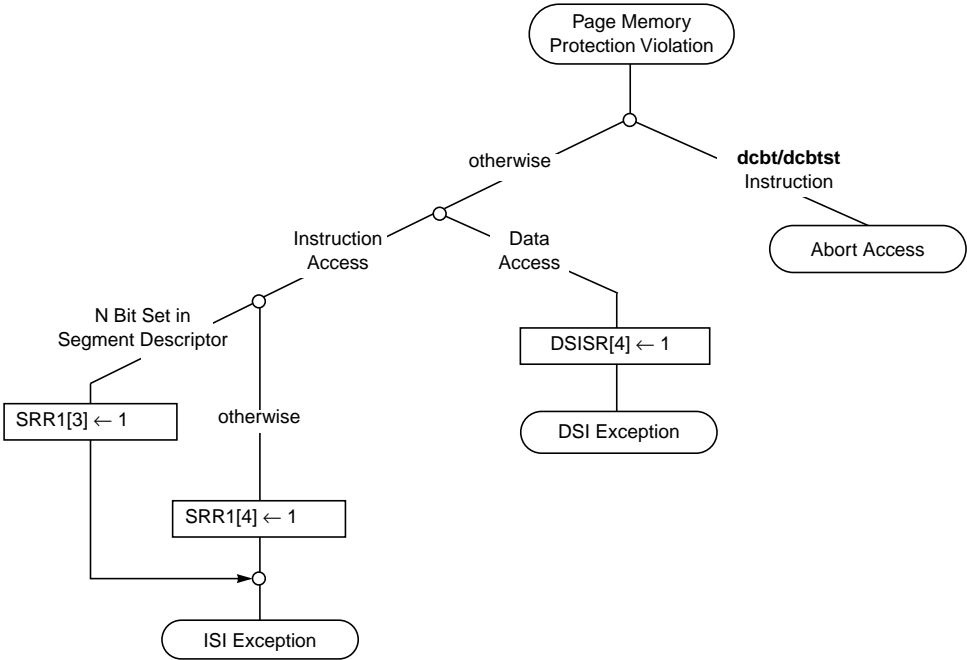 Page Memory
Protection Violation
otherwise
dcbt/dcbtst
Instruction
Instruction
Access
Data
Access
Abort Access
N Bit Set in
Segment Descriptor
DSISR[4] ← 1
SRR1[3] ← 1
otherwise
DSI Exception
SRR1[4] ← 1
ISI Exception